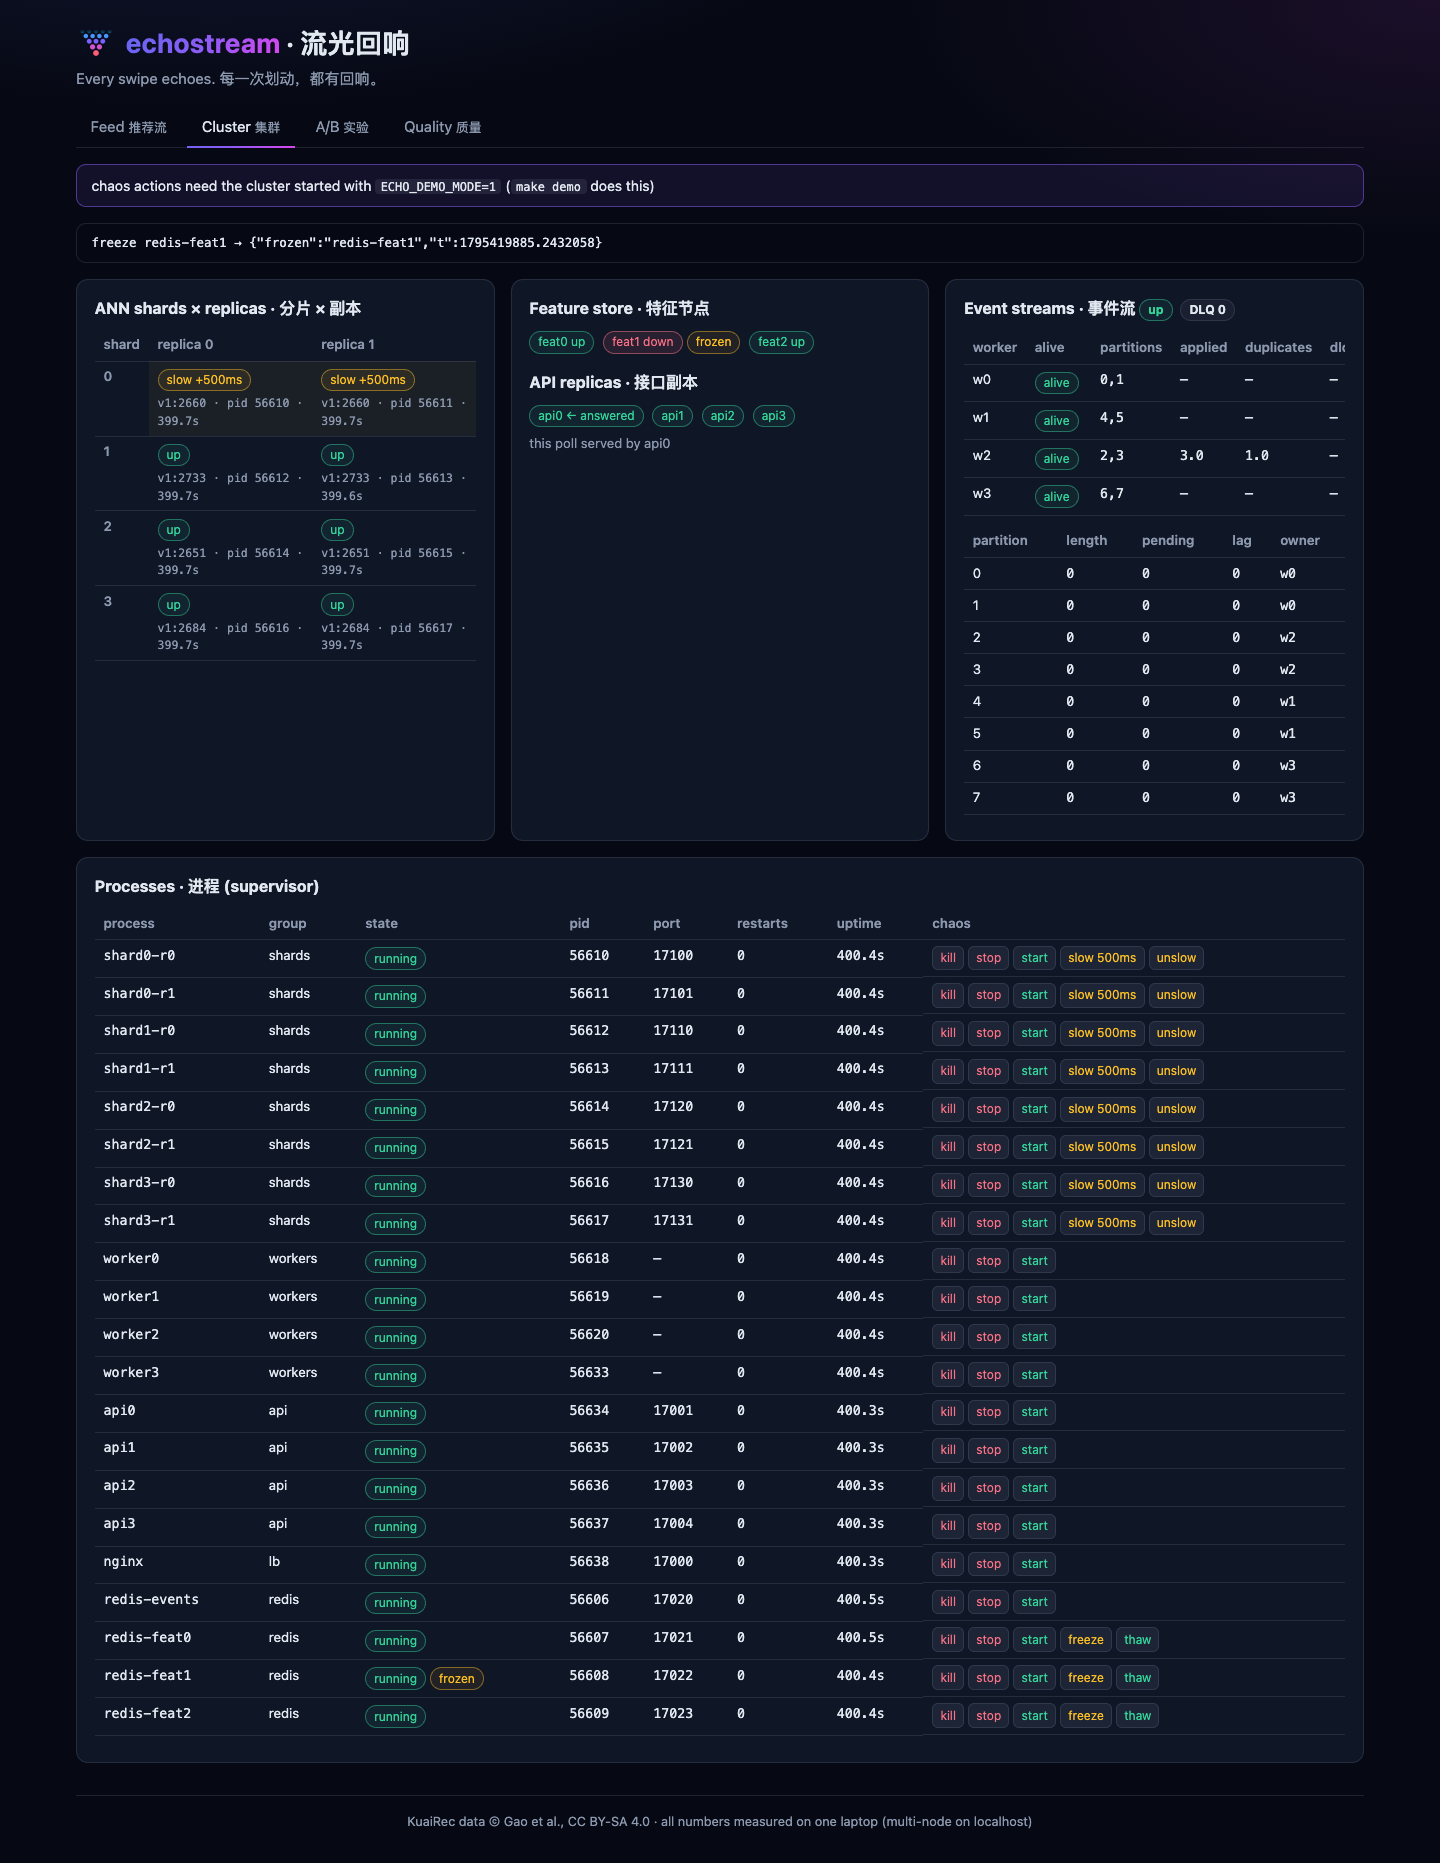 echostream · 流光回响
Every swipe echoes. 每一次划动，都有回响。
Feed 推荐流 Cluster 集群 A/B 实验 Quality 质量
chaos actions need the cluster started with ECHO_DEMO_MODE=1 ( make demo does this)
freeze redis-feat1 → {"frozen":"redis-feat1","t":1795419885.2432058}
ANN shards × replicas · 分片 × 副本
shard replica 0 replica 1
0 slow +500ms slow +500ms
v1:2660 · pid 56610 · v1:2660 · pid 56611 ·
399.7s 399.7s
1 up up
v1:2733 · pid 56612 · v1:2733 · pid 56613 ·
399.7s 399.6s
2 up up
v1:2651 · pid 56614 · v1:2651 · pid 56615 ·
399.7s 399.7s
3 up up
v1:2684 · pid 56616 · v1:2684 · pid 56617 ·
399.7s 399.7s
Feature store · 特征节点
feat0 up feat1 down frozen feat2 up
API replicas · 接口副本
api0 ← answered api1 api2 api3
this poll served by api0
Event streams · 事件流 up DLQ 0
worker alive partitions applied duplicates
w0 alive 0,1 — — —
w1 alive 4,5 — — —
w2 alive 2,3 3.0 1.0 —
w3 alive 6,7 — — —
partition length pending lag owner
0 0 0 0 w0
1 0 0 0 w0
2 0 0 0 w2
3 0 0 0 w2
4 0 0 0 w1
5 0 0 0 w1
6 0 0 0 w3
7 0 0 0 w3
Processes · 进程 (supervisor)
process group state pid port restarts uptime chaos
shard0-r0 shards running 56610 17100 0 400.4s kill stop start slow 500ms unslow
shard0-r1 shards running 56611 17101 0 400.4s kill stop start slow 500ms unslow
shard1-r0 shards running 56612 17110 0 400.4s kill stop start slow 500ms unslow
shard1-r1 shards running 56613 17111 0 400.4s kill stop start slow 500ms unslow
shard2-r0 shards running 56614 17120 0 400.4s kill stop start slow 500ms unslow
shard2-r1 shards running 56615 17121 0 400.4s kill stop start slow 500ms unslow
shard3-r0 shards running 56616 17130 0 400.4s kill stop start slow 500ms unslow
shard3-r1 shards running 56617 17131 0 400.4s kill stop start slow 500ms unslow
worker0 workers running 56618 — 0 400.4s kill stop start
worker1 workers running 56619 — 0 400.4s kill stop start
worker2 workers running 56620 — 0 400.4s kill stop start
worker3 workers running 56633 — 0 400.4s kill stop start
api0 api running 56634 17001 0 400.3s kill stop start
api1 api running 56635 17002 0 400.3s kill stop start
api2 api running 56636 17003 0 400.3s kill stop start
api3 api running 56637 17004 0 400.3s kill stop start
nginx lb running 56638 17000 0 400.3s kill stop start
redis-events redis running 56606 17020 0 400.5s kill stop start
redis-feat0 redis running 56607 17021 0 400.5s kill stop start freeze thaw
redis-feat1 redis running frozen 56608 17022 0 400.4s kill stop start freeze thaw
redis-feat2 redis running 56609 17023 0 400.4s kill stop start freeze thaw
KuaiRec data © Gao et al., CC BY-SA 4.0 · all numbers measured on one laptop (multi-node on localhost)